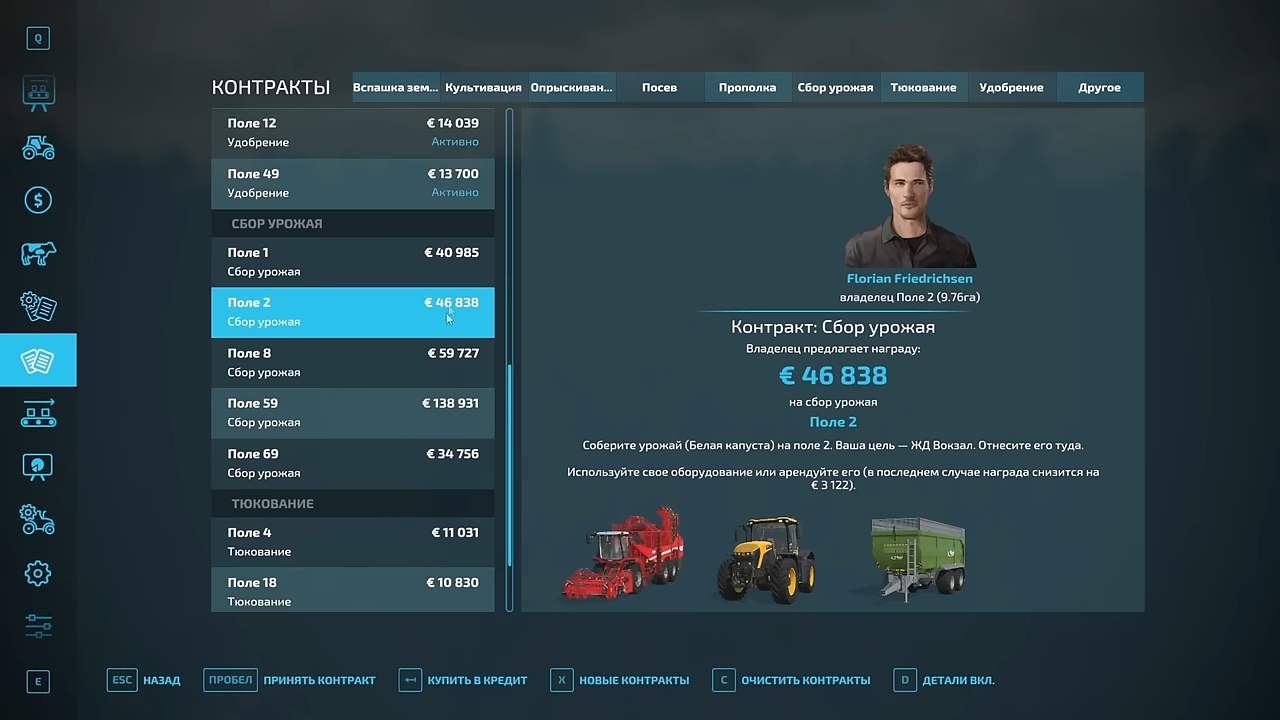 Q
КОНТРАКТЫ
Вспашка зем...
Культивация
Опрыскиван...
Посев
Прополка
Сбор урожая
Тюкование
Удобрение
Другое
Поле 12 € 14 039
Удобрение Активно
Поле 49 € 13 700
Удобрение Активно
СБОР УРОЖАЯ
Поле 1 € 40 985
Сбор урожая
Поле 2 € 46 838
Сбор урожая
Поле 8 € 59 727
Сбор урожая
Поле 59 € 138 931
Сбор урожая
Поле 69 € 34 756
Сбор урожая
ТЮКОВАНИЕ
Поле 4 € 11 031
Тюкование
Поле 18 € 10 830
Тюкование
Florian Friedrichsen
владелец Поле 2 (9.76га)
Контракт: Сбор урожая
Владелец предлагает награду:
€ 46 838
на сбор урожая
Поле 2
Соберите урожай (Белая капуста) на поле 2. Ваша цель — ЖД Вокзал. Отнесите его туда.
Используйте свое оборудование или арендуйте его (в последнем случае награда снизится на
€ 3 122).
E
ESC НАЗАД
ПРОБЕЛ ПРИНЯТЬ КОНТРАКТ
КУПИТЬ В КРЕДИТ
X НОВЫЕ КОНТРАКТЫ
C ОЧИСТИТЬ КОНТРАКТЫ
D ДЕТАЛИ ВКЛ.